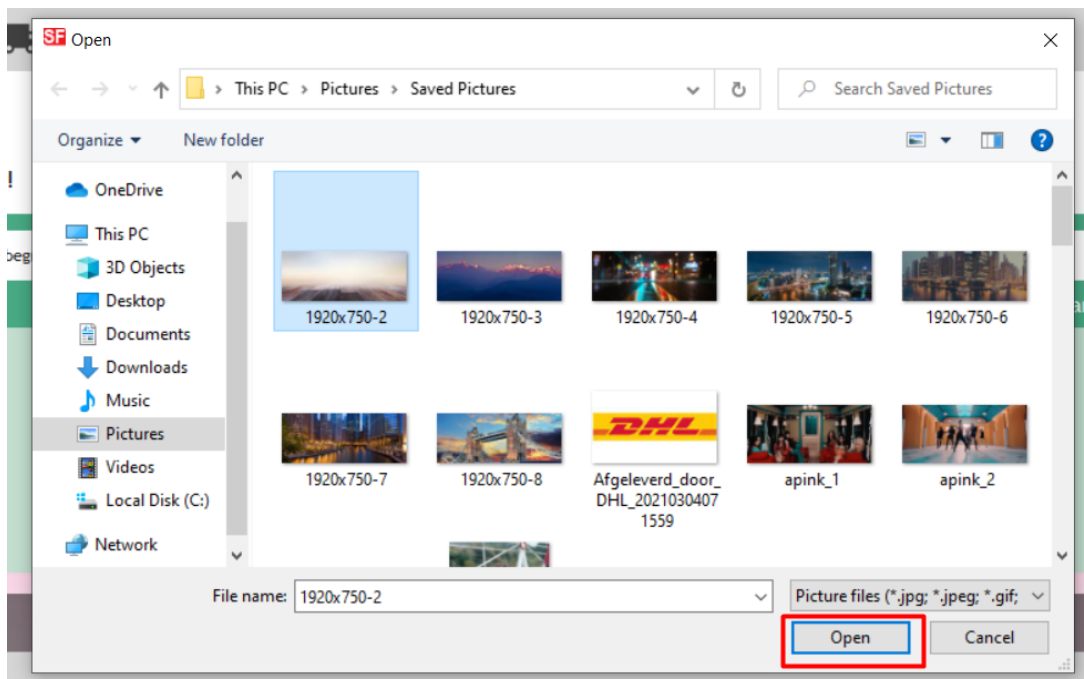 SF Open
This PC > Pictures > Saved Pictures
Search Saved Pictures
Organize
New folder
?
!
OneDrive
This PC
3D Objects
beg
Desktop
Documents
Downloads
Music
Pictures
Videos
Local Disk (C:)
Network
1920x750-2
1920x750-3
1920x750-4
1920x750-5
1920x750-6
DHL
1920x750-7
1920x750-8
Afgeleverd_door_
DHL_2021030407
1559
apink_1
apink_2
File name: 1920x750-2
Picture files (*.jpg; *.jpeg; *.gif;
Open
Cancel